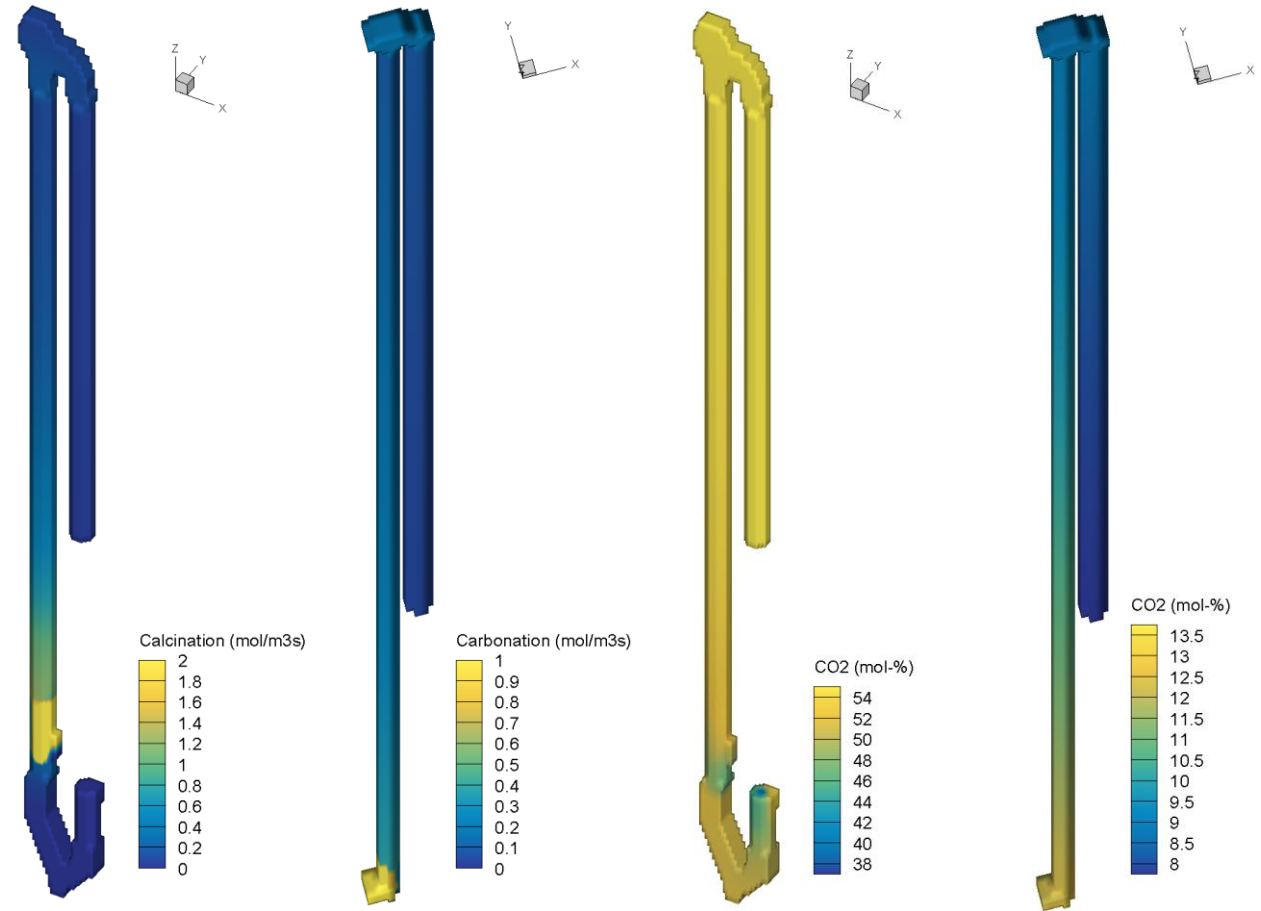 Z
Y
X
Y
X
Z
Z
Y
X
Y
X
Z
Calcination (mol/m3s)
2
1.8
1.6
1.4
1.2
1
0.8
0.6
0.4
0.2
0
Carbonation (mol/m3s)
1
0.9
0.8
0.7
0.6
0.5
0.4
0.3
0.2
0.1
0
CO2 (mol-%)
54
52
50
48
46
44
42
40
38
CO2 (mol-%)
13.5
13
12.5
12
11.5
11
10.5
10
9.5
9
8.5
8